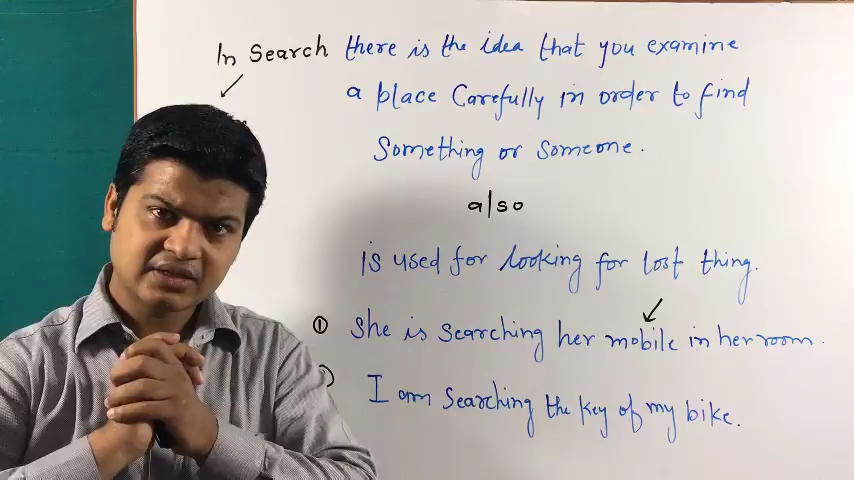 In Search there is the idea that you examine
a place Carefully in order to find
Something or someone.
also
is used for looking for lost thing.
① She is searching her mobile in her room.
I am Searching the key of my bike.